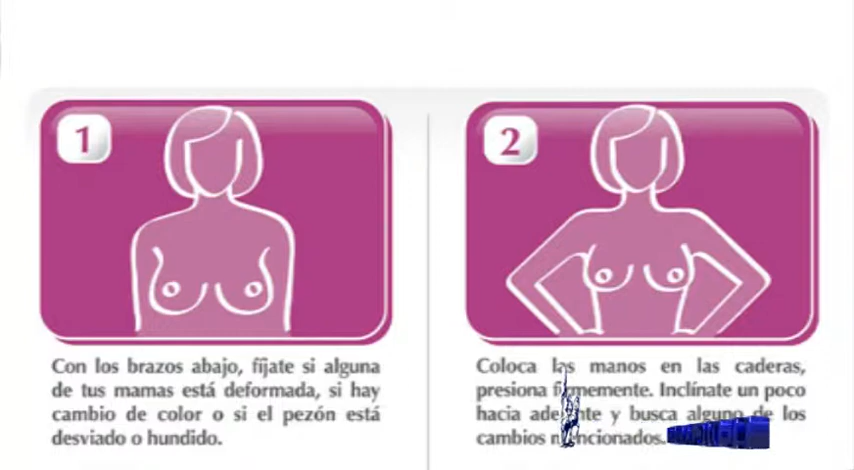 1
Con los brazos abajo, fíjate si alguna
de tus mamas está deformada, si hay
cambio de color o si el pezón está
desviado o hundido.
2
Coloca las manos en las caderas,
presiona firmemente. Inclínate un poco
hacia adelante y busca alguno de los
cambios mencionados.